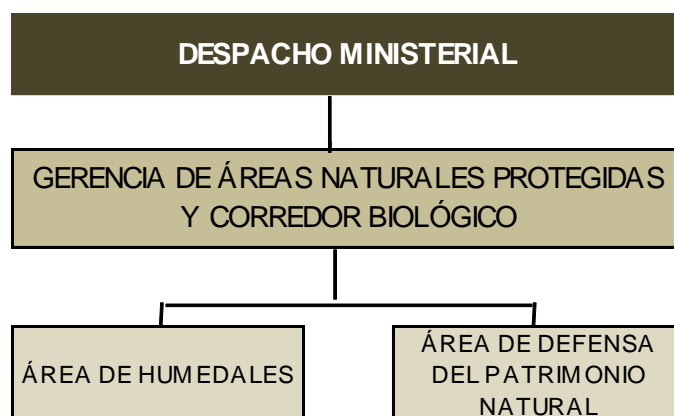 DESPACHO MINISTERIAL
GERENCIA DE ÁREAS NATURALES PROTEGIDAS
Y CORREDOR BIOLÓGICO
ÁREA DE HUMEDALES
ÁREA DE DEFENSA
DEL PATRIMONIO
NATURAL